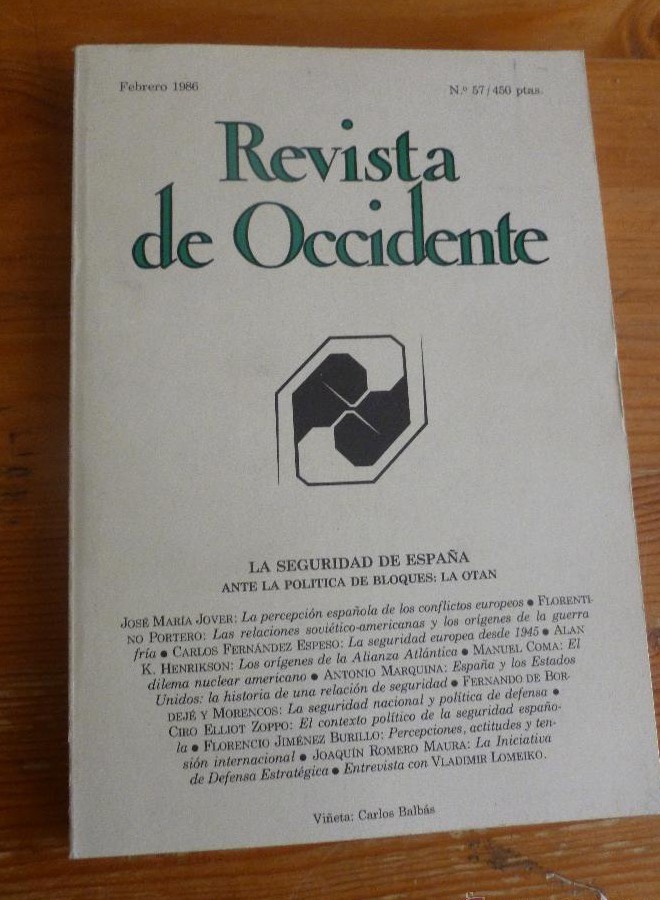 Febrero 1986
N.º 57/450 ptas.
Revista
de Occidente
LA SEGURIDAD DE ESPAÑA
ANTE LA POLITICA DE BLOQUES: LA OTAN
JOSÉ MARÍA JOVER: La percepción española de los conflictos europeos ● FLORENTI-
NO PORTERO: Las relaciones soviético-americanas y los orígenes de la guerra
fría ● CARLOS FERNÁNDEZ ESPESO: La seguridad europea desde 1945 ● ALAN
K. HENRIKSON: Los orígenes de la Alianza Atlántica ● MANUEL COMA: El
dilema nuclear americano ● ANTONIO MARQUINA: España y los Estados
Unidos: la historia de una relación de seguridad ● FERNANDO DE BOR-
DEJÉ Y MORENCOS: La seguridad nacional y política de defensa ●
CIRO ELLIOT ZOPPO: El contexto político de la seguridad españo-
la ● FLORENCIO JIMÉNEZ BURILLO: Percepciones, actitudes y ten-
sión internacional ● JOAQUÍN ROMERO MAURA: La Iniciativa
de Defensa Estratégica ● Entrevista con VLADIMIR LOMEIKO.
Viñeta: Carlos Balbás